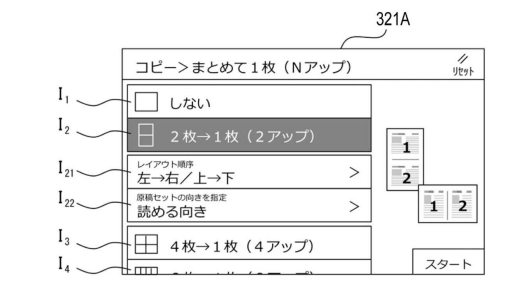 321A
コピー>まとめて1枚（Nアップ）
リセット
I1
しない
I2
2枚→1枚（2アップ）
I21
レイアウト順序
左→右／上→下
>
I22
原稿セットの向きを指定
読める向き
>
1
2
1 2
I3
4枚→1枚（4アップ）
I4
スタート